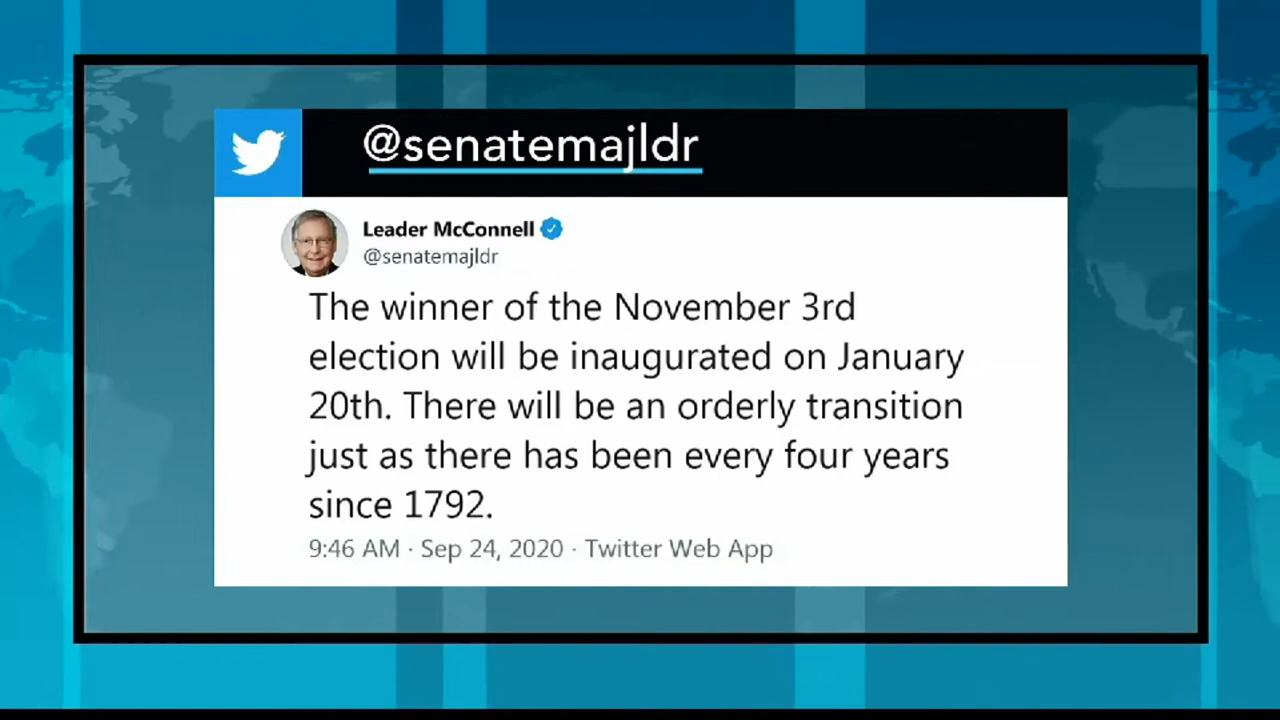 @senatemajldr
Leader McConnell
@senatemajldr
The winner of the November 3rd
election will be inaugurated on January
20th. There will be an orderly transition
just as there has been every four years
since 1792.
9:46 AM · Sep 24, 2020 · Twitter Web App